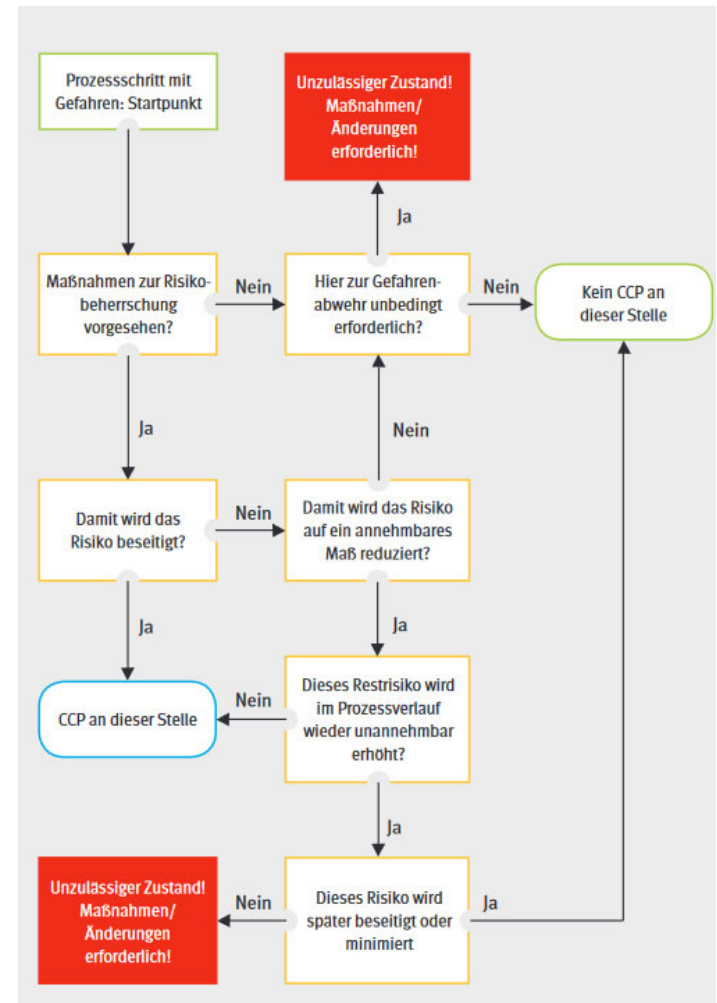 Prozessschritt mit
Gefahren: Startpunkt
Unzulässiger Zustand!
Maßnahmen/
Änderungen
erforderlich!
Ja
Maßnahmen zur Risiko-
beherrschung
vorgesehen?
Nein
Hier zur Gefahren-
abwehr unbedingt
erforderlich?
Nein
Kein CCP an
dieser Stelle
Ja
Nein
Damit wird das
Risiko beseitigt?
Nein
Damit wird das Risiko
auf ein annehmbares
Maß reduziert?
Ja
Ja
CCP an dieser Stelle
Nein
Dieses Restrisiko wird
im Prozessverlauf
wieder unannehmbar
erhöht?
Ja
Unzulässiger Zustand!
Maßnahmen/
Änderungen
erforderlich!
Nein
Dieses Risiko wird
später beseitigt oder
minimiert
Ja